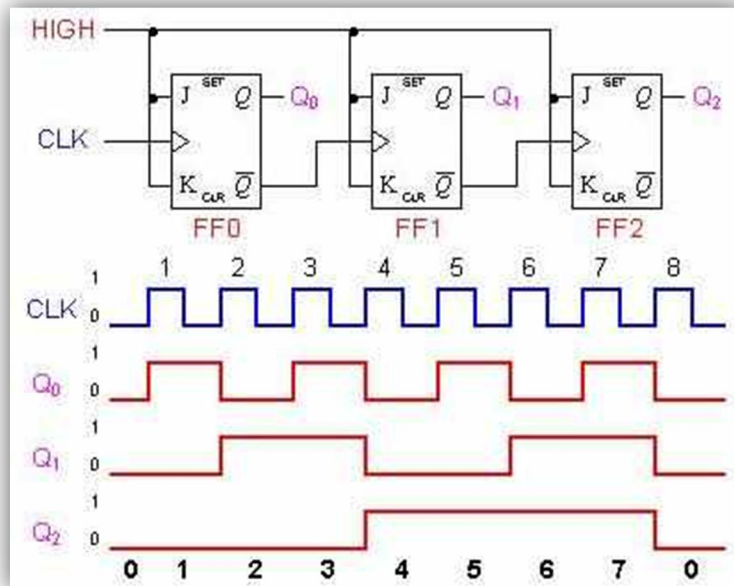 HIGH
SET SET SET
J Q Q₀ J Q Q₁ J Q Q₂
CLK
K CLR Q̅ K CLR Q̅ K CLR Q̅
FF0 FF1 FF2
1 2 3 4 5 6 7 8
CLK 1 0
Q₀ 1 0
Q₁ 1 0
Q₂ 1 0
0 1 2 3 4 5 6 7 0